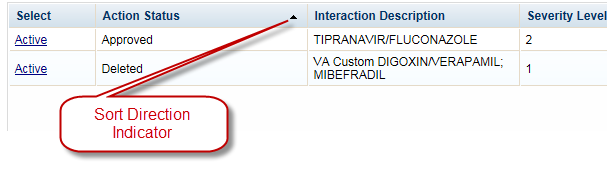 Select Action Status Interaction Description Severity Level
Active Approved TIPRANAVIR/FLUCONAZOLE 2
Active Deleted VA Custom DIGOXIN/VERAPAMIL; 1
MIBEFRADIL
Sort Direction
Indicator